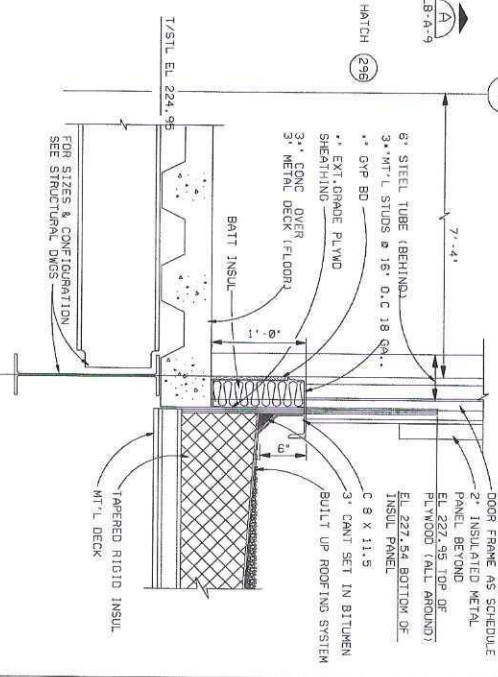 A
LB-A-9
HATCH 296
7'-4"
6" STEEL TUBE (BEHIND)
3•"MT'L STUDS @ 16" O.C 18 GA..
•" GYP BD
•" EXT.GRADE PLYWD
SHEATHING
3•" CONC OVER
3" METAL DECK (FLOOR)
BATT INSUL
1'-0"
T/STL EL 224.95
FOR SIZES & CONFIGURATION
SEE STRUCTURAL DWGS
DOOR FRAME AS SCHEDULE
2" INSULATED METAL
PANEL BEYOND
EL 227.95 TOP OF
PLYWOOD (ALL AROUND)
EL 227.54 BOTTOM OF
INSUL PANEL
C 8 X 11.5
3" CANT SET IN BITUMEN
BUILT UP ROOFING SYSTEM
TAPERED RIGID INSUL
MT'L DECK